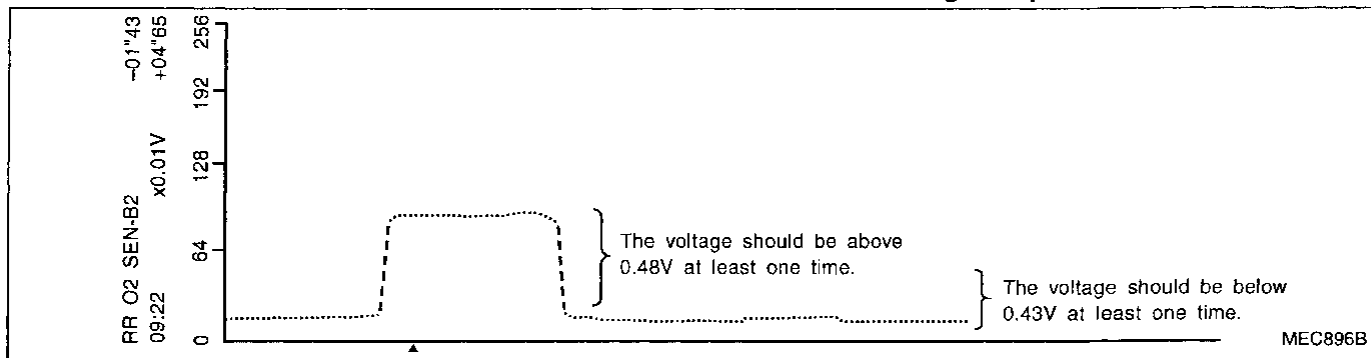 RR O2 SEN-B2
09:22
x0.01V
-01"43
+04"65
256
192
128
64
0
The voltage should be above
0.48V at least one time.
The voltage should be below
0.43V at least one time.
MEC896B